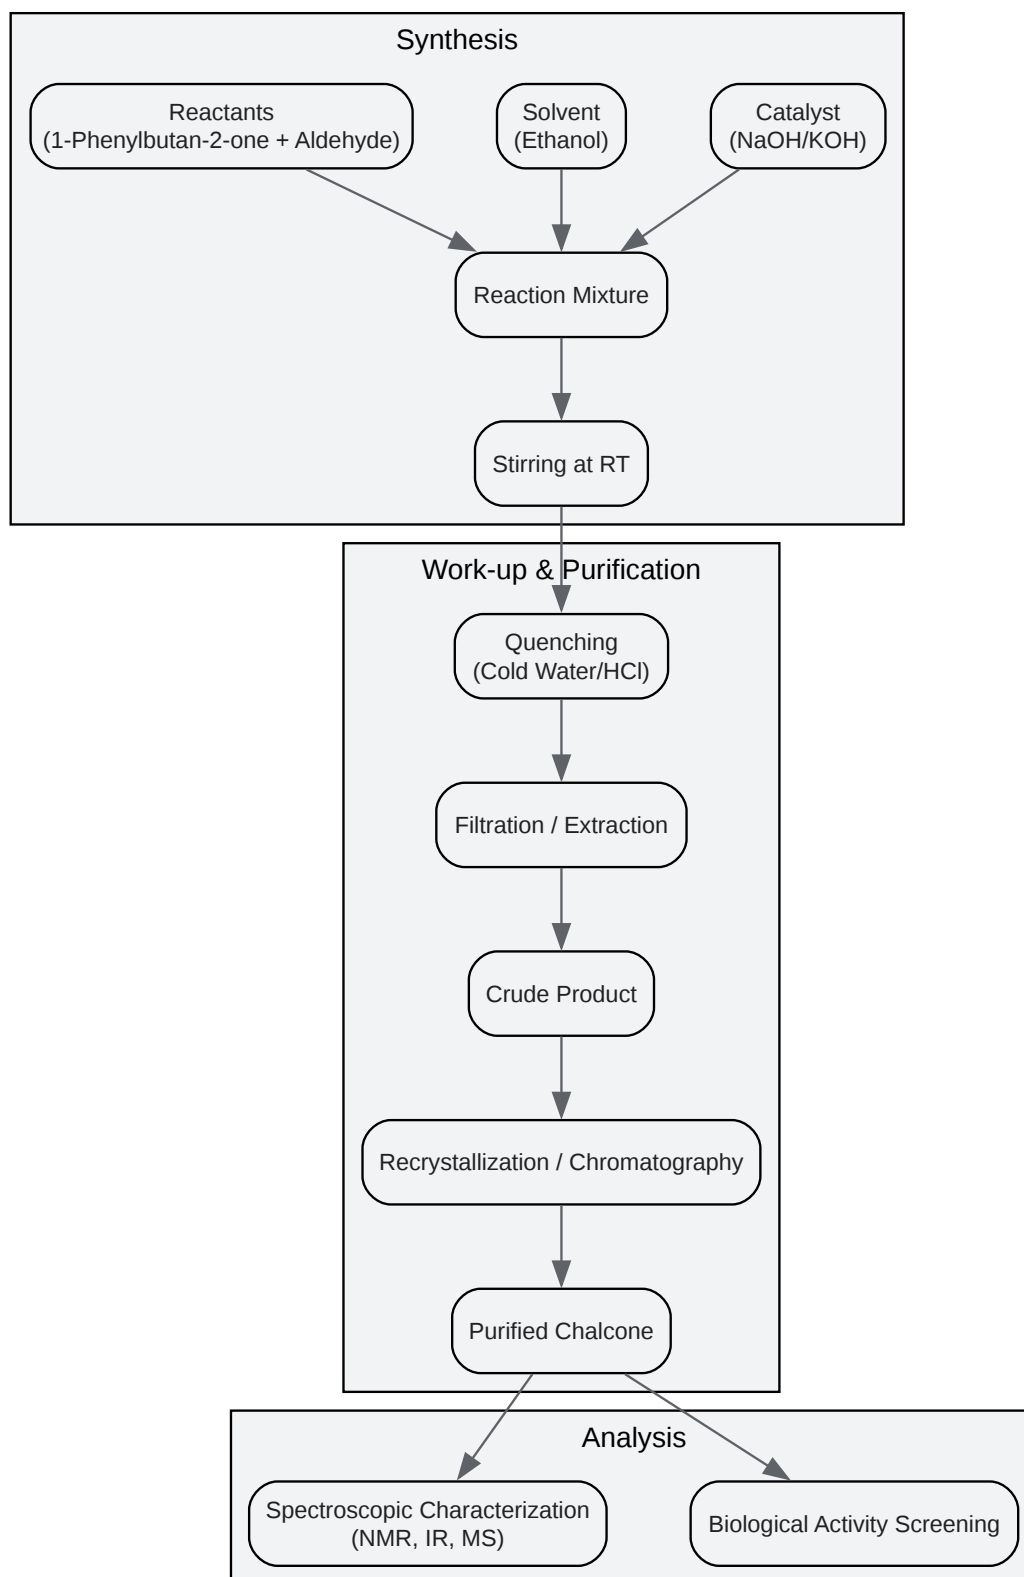 Synthesis
Reactants
(1-Phenylbutan-2-one + Aldehyde)
Solvent
(Ethanol)
Catalyst
(NaOH/KOH)
Reaction Mixture
Stirring at RT
Work-up & Purification
Quenching
(Cold Water/HCl)
Filtration / Extraction
Crude Product
Recrystallization / Chromatography
Purified Chalcone
Analysis
Spectroscopic Characterization
(NMR, IR, MS)
Biological Activity Screening